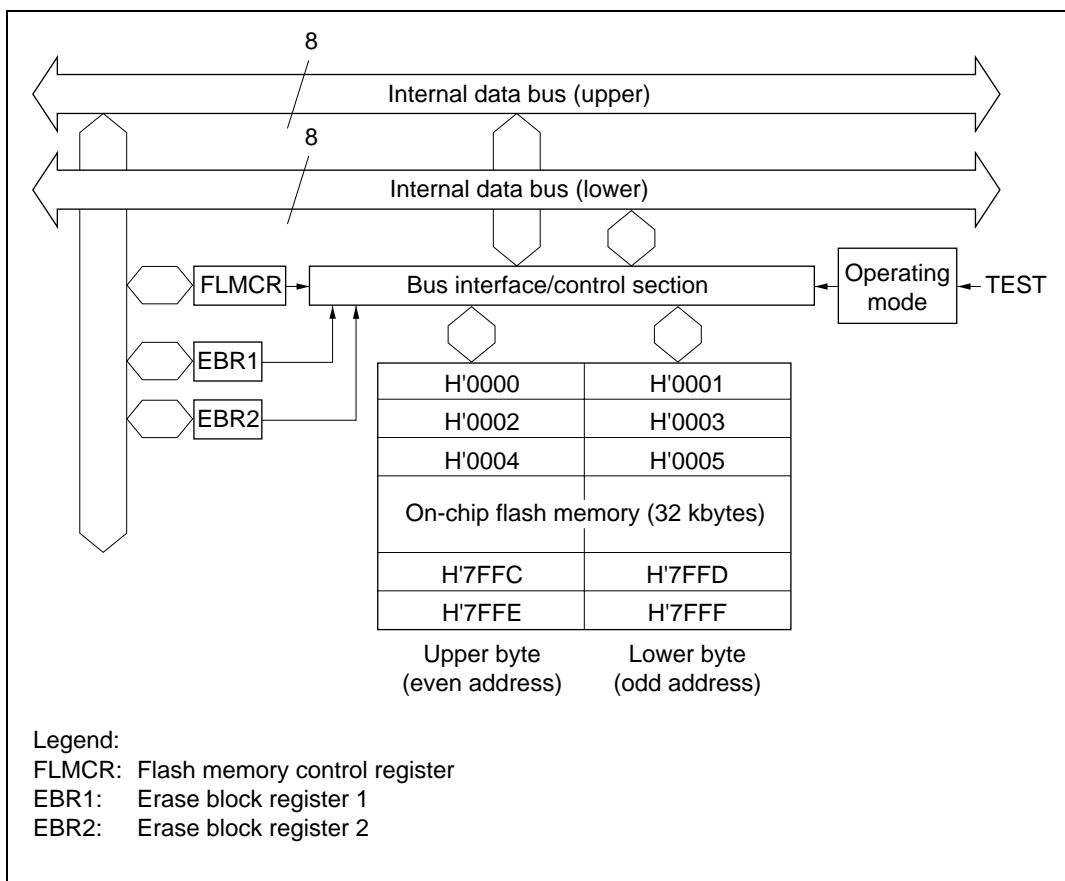 8
Internal data bus (upper)
8
Internal data bus (lower)
FLMCR
Bus interface/control section
Operating
mode
TEST
EBR1
EBR2
H'0000 H'0001
H'0002 H'0003
H'0004 H'0005
On-chip flash memory (32 kbytes)
H'7FFC H'7FFD
H'7FFE H'7FFF
Upper byte
(even address)
Lower byte
(odd address)
Legend:
FLMCR: Flash memory control register
EBR1: Erase block register 1
EBR2: Erase block register 2